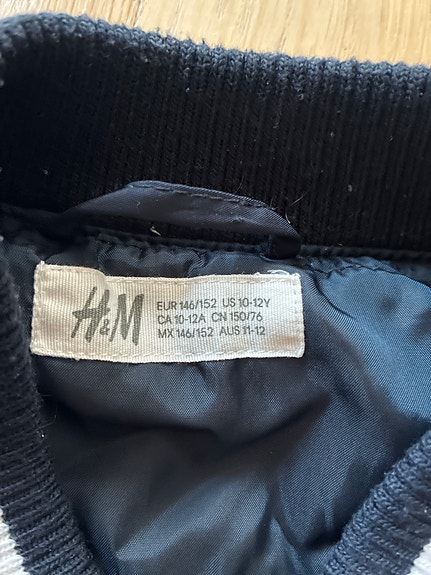 H&M
EUR 146/152 US 10-12Y
CA 10-12A CN 150/76
MX 146/152 AUS 11-12